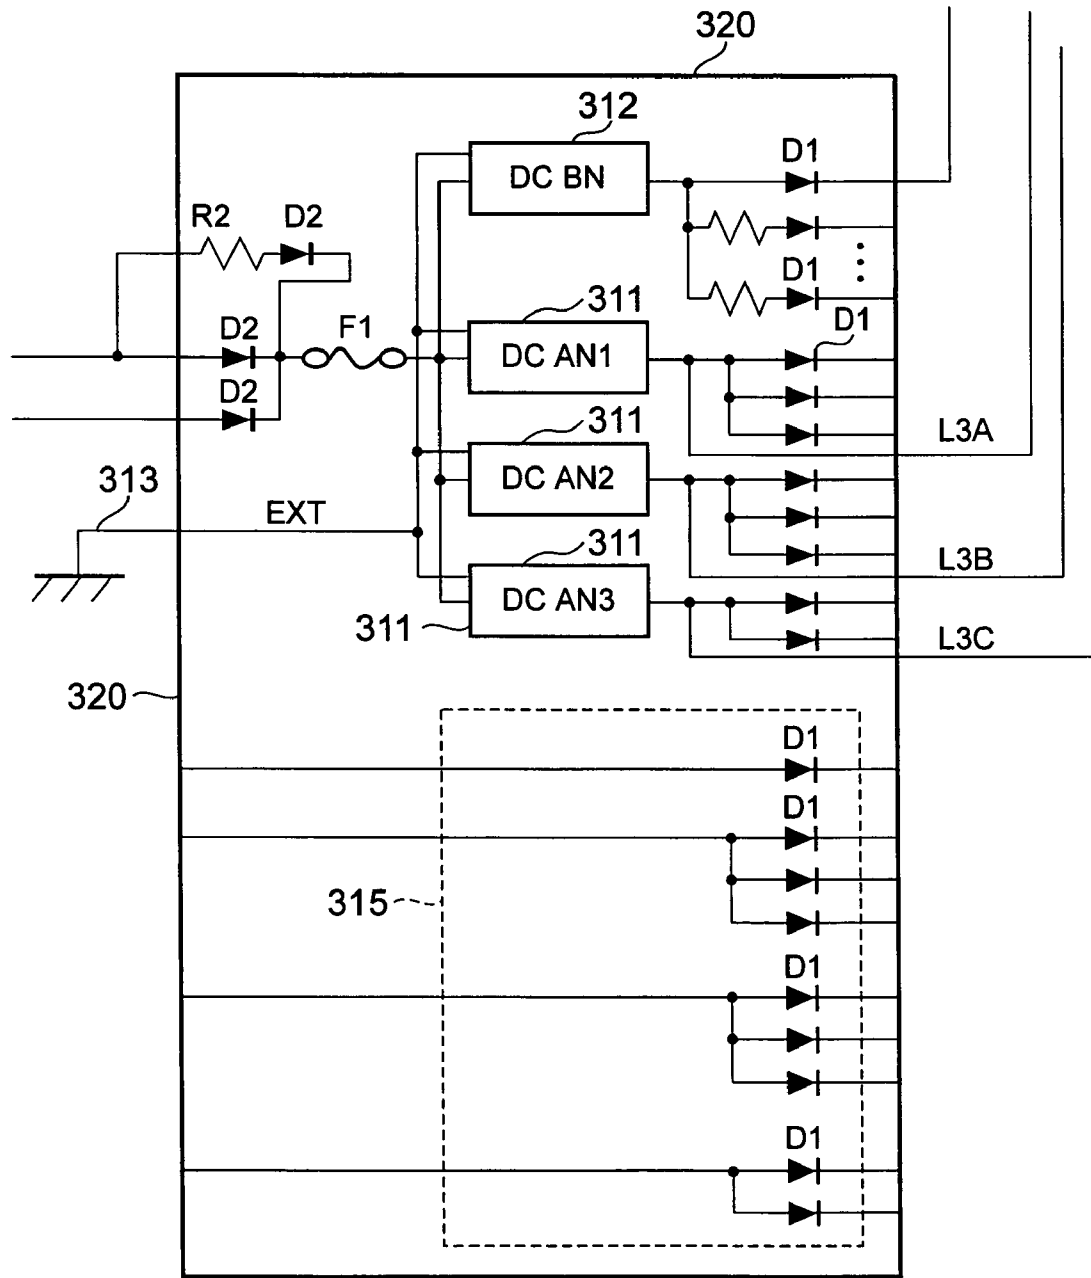 320
312
DC BN
D1
R2
D2
D1
311
D1
D2
F1
DC AN1
D2
311
L3A
313
DC AN2
EXT
311
L3B
DC AN3
311
L3C
320
D1
D1
315
D1
D1